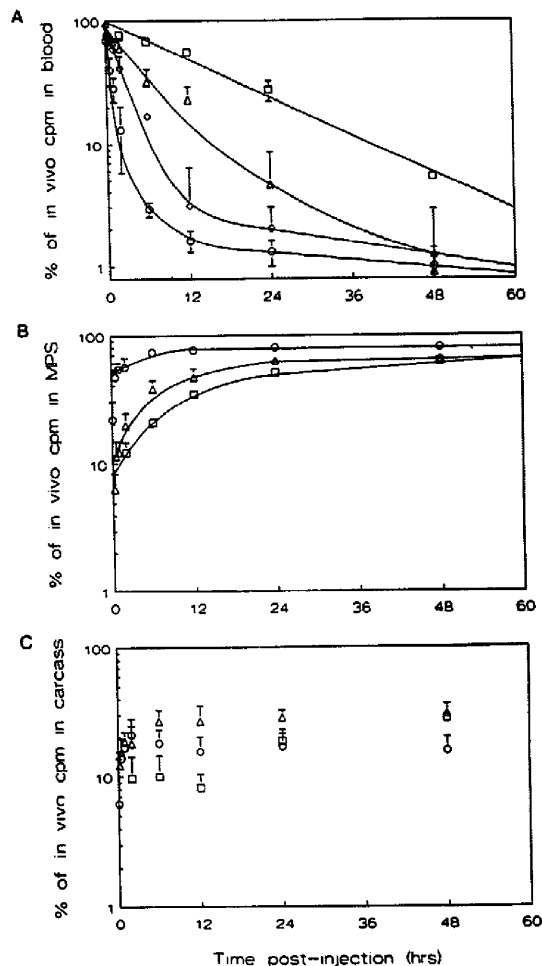 A
% of in vivo cpm in blood
100
10
1
0 12 24 36 48 60
B
% of in vivo cpm in MPS
100
10
1
0 12 24 36 48 60
C
% of in vivo cpm in carcass
100
10
1
0 12 24 36 48 60
Time post-injection (hrs)